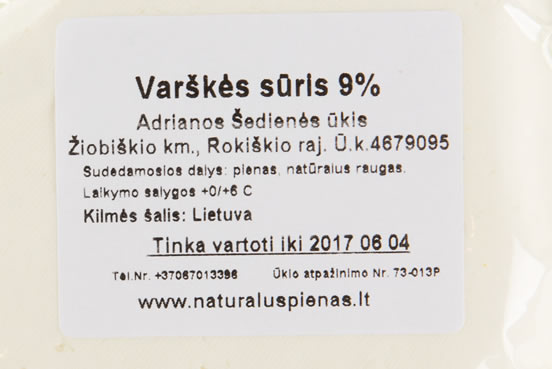 Varškės sūris 9%
Adrianos Šedienės ūkis
Žiobiškio km., Rokiškio raj. Ū.k.4679095
Sudedamosios dalys: pienas, natūralus raugas.
Laikymo sąlygos +0/+6 C
Kilmės šalis: Lietuva
Tinka vartoti iki 2017 06 04
Tel.Nr. +37067013396 Ūkio atpažinimo Nr. 73-013P
www.naturaluspienas.lt